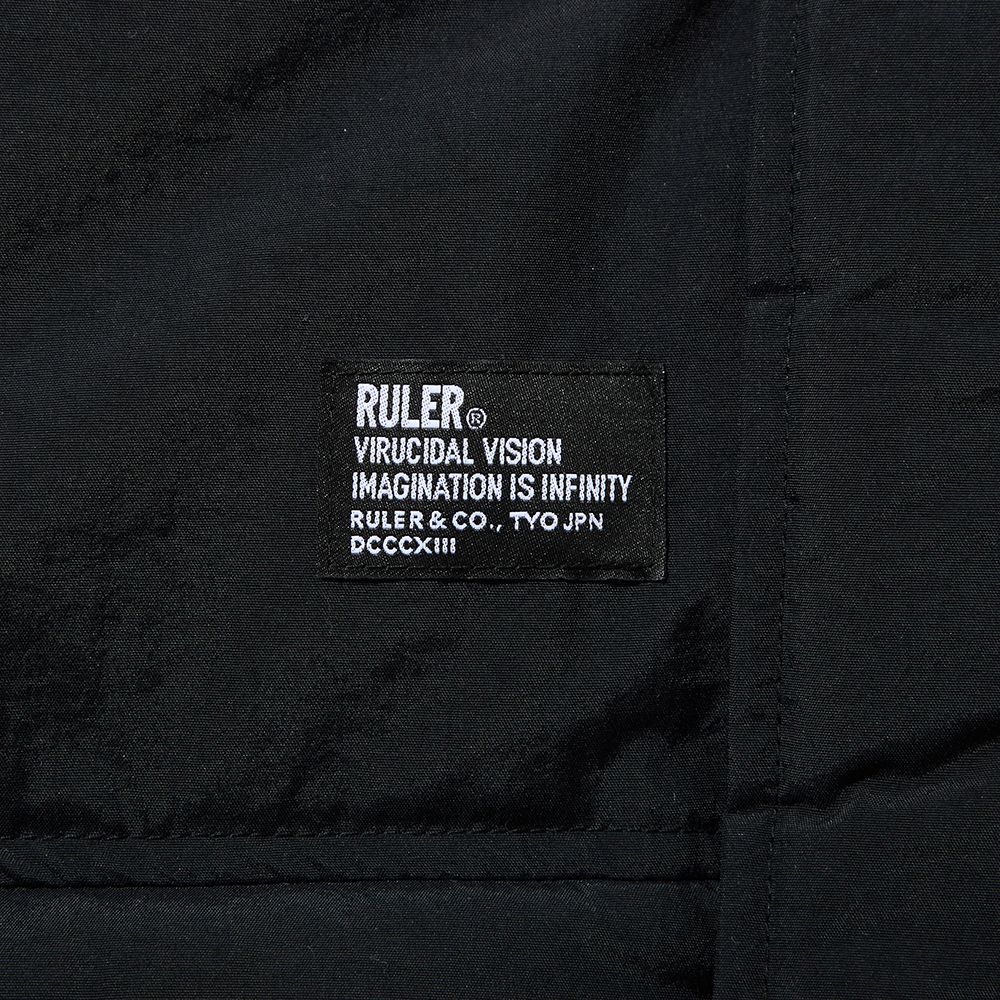 RULER®
VIRUCIDAL VISION
IMAGINATION IS INFINITY
RULER & CO., TYO JPN
DCCCXIII